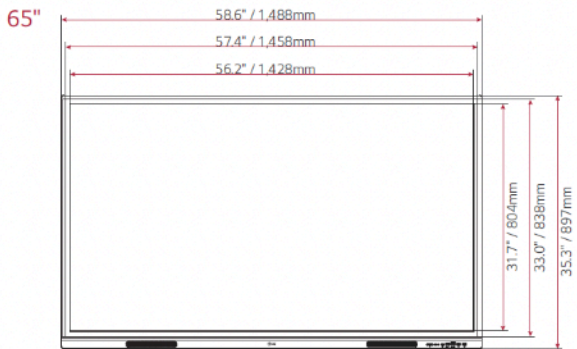 65"
58.6" / 1,488mm
57.4" / 1,458mm
56.2" / 1,428mm
31.7" / 804mm
33.0" / 838mm
35.3" / 897mm